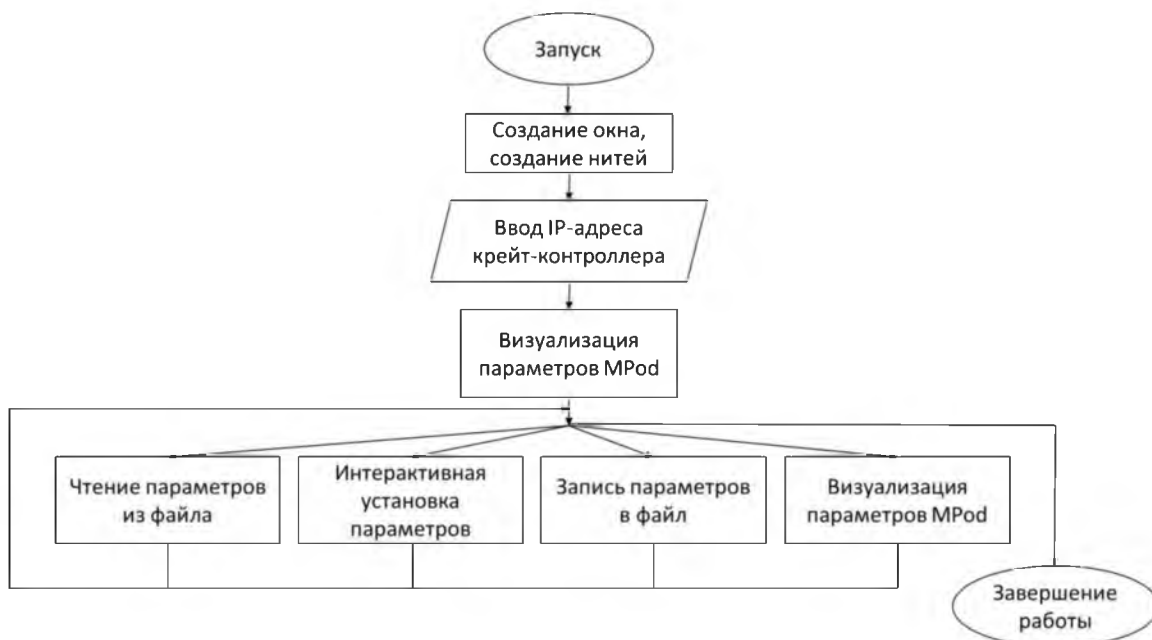 Запуск
Создание окна,
создание нитей
Ввод IP-адреса
крейт-контроллера
Визуализация
параметров MPod
Чтение параметров
из файла
Интерактивная
установка
параметров
Запись параметров
в файл
Визуализация
параметров MPod
Завершение
работы